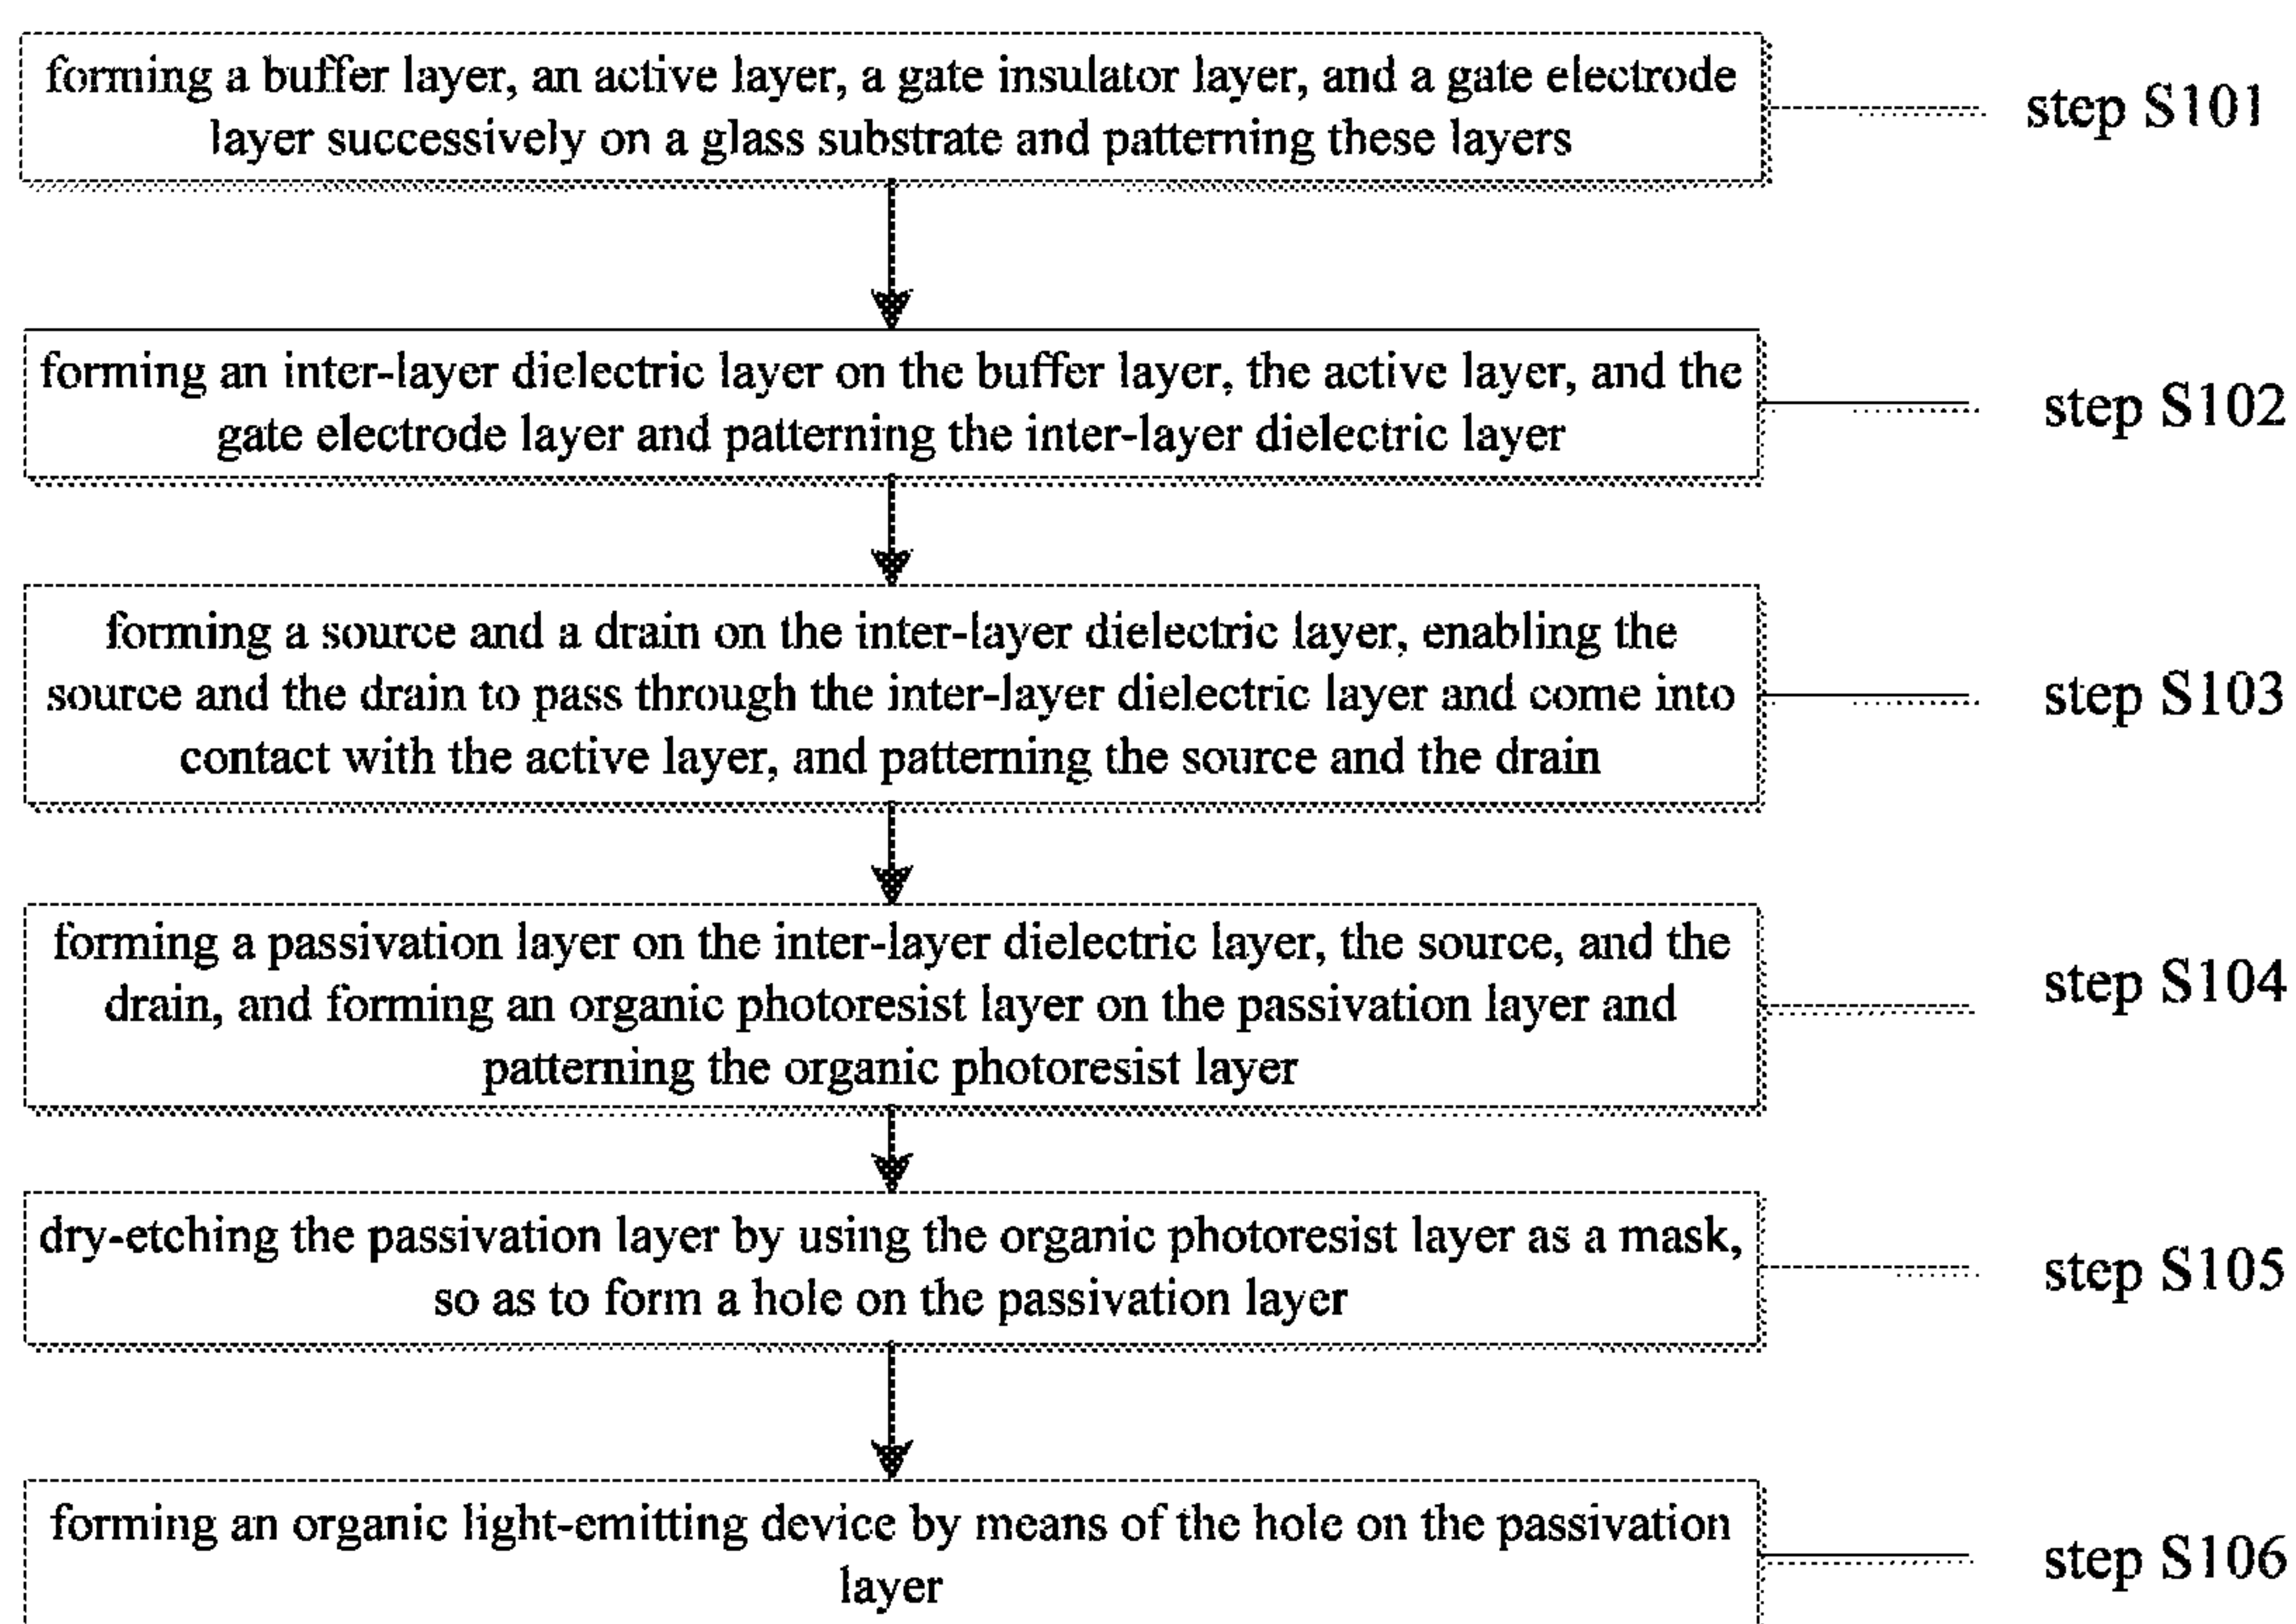 forming a buffer layer, an active layer, a gate insulator layer, and a gate electrode
layer successively on a glass substrate and patterning these layers
step S101
forming an inter-layer dielectric layer on the buffer layer, the active layer, and the
gate electrode layer and patterning the inter-layer dielectric layer
step S102
forming a source and a drain on the inter-layer dielectric layer, enabling the
source and the drain to pass through the inter-layer dielectric layer and come into
contact with the active layer, and patterning the source and the drain
step S103
forming a passivation layer on the inter-layer dielectric layer, the source, and the
drain, and forming an organic photoresist layer on the passivation layer and
patterning the organic photoresist layer
step S104
dry-etching the passivation layer by using the organic photoresist layer as a mask,
so as to form a hole on the passivation layer
step S105
forming an organic light-emitting device by means of the hole on the passivation
layer
step S106